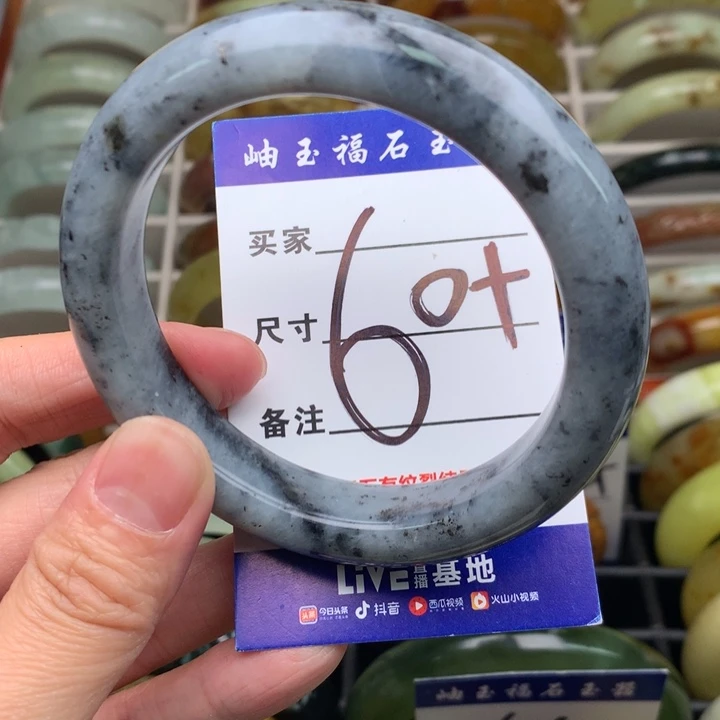 岫玉福石玉
买家
尺寸 60+
备注
LiVE直播基地
今日头条 抖音 西瓜视频 火山小视频
岫玉福石玉器